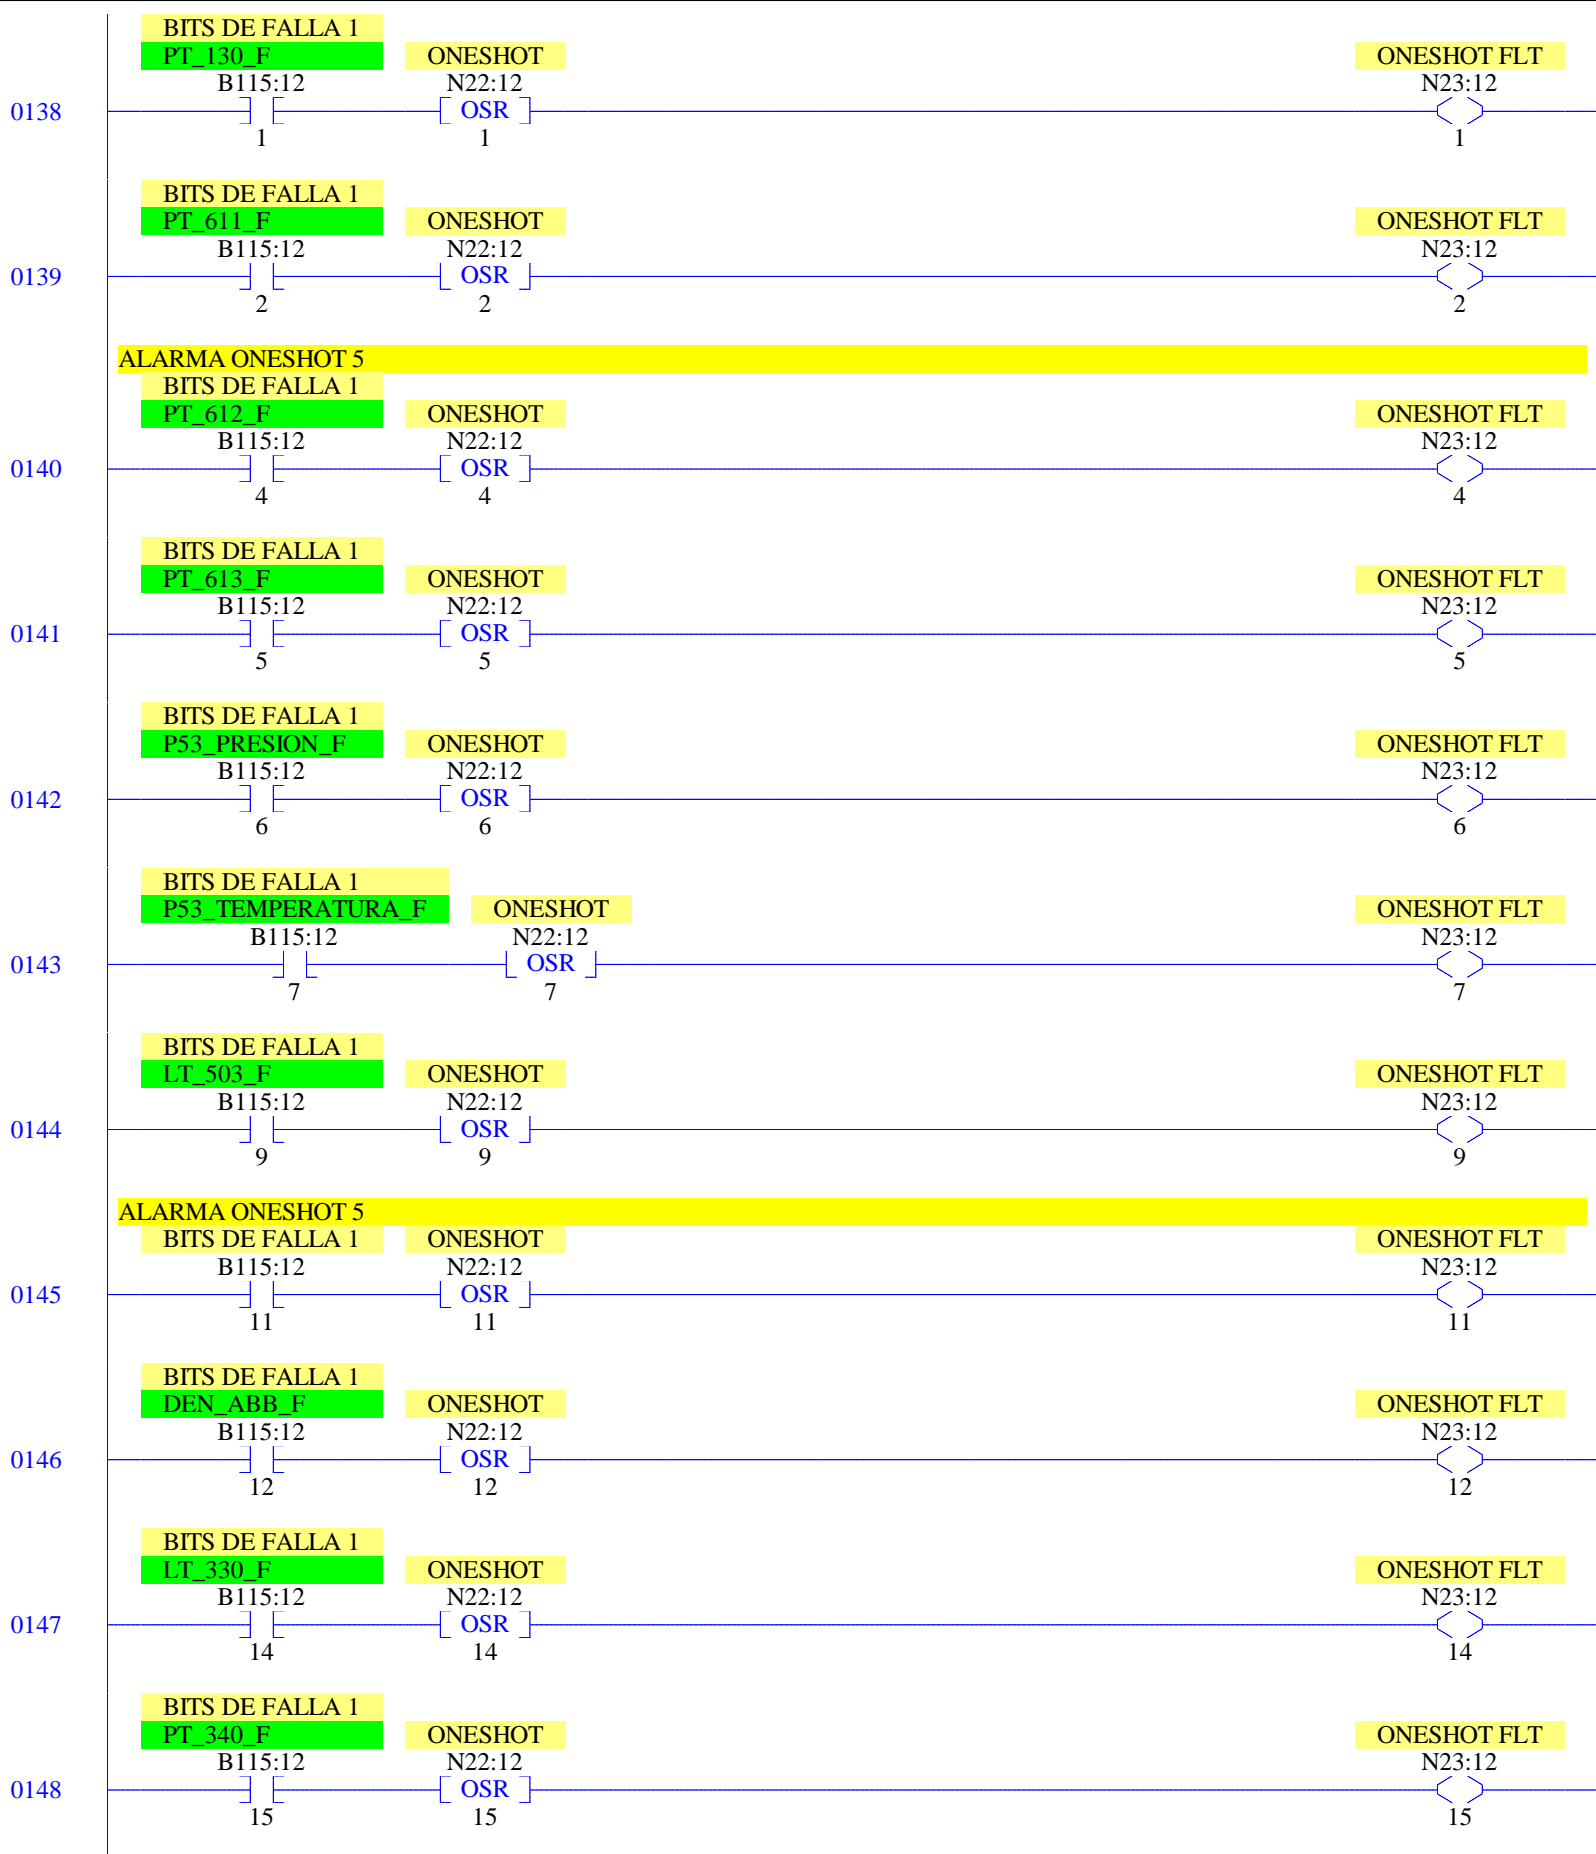 BITS DE FALLA 1
PT_130_F ONESHOT ONESHOT FLT
B115:12 N22:12 N23:12
0138 OSR
1 1 1
BITS DE FALLA 1
PT_611_F ONESHOT ONESHOT FLT
B115:12 N22:12 N23:12
0139 OSR
2 2 2
ALARMA ONESHOT 5
BITS DE FALLA 1
PT_612_F ONESHOT ONESHOT FLT
B115:12 N22:12 N23:12
0140 OSR
4 4 4
BITS DE FALLA 1
PT_613_F ONESHOT ONESHOT FLT
B115:12 N22:12 N23:12
0141 OSR
5 5 5
BITS DE FALLA 1
P53_PRESION_F ONESHOT ONESHOT FLT
B115:12 N22:12 N23:12
0142 OSR
6 6 6
BITS DE FALLA 1
P53_TEMPERATURA_F ONESHOT ONESHOT FLT
B115:12 N22:12 N23:12
0143 OSR
7 7 7
BITS DE FALLA 1
LT_503_F ONESHOT ONESHOT FLT
B115:12 N22:12 N23:12
0144 OSR
9 9 9
ALARMA ONESHOT 5
BITS DE FALLA 1 ONESHOT ONESHOT FLT
B115:12 N22:12 N23:12
0145 OSR
11 11 11
BITS DE FALLA 1
DEN_ABB_F ONESHOT ONESHOT FLT
B115:12 N22:12 N23:12
0146 OSR
12 12 12
BITS DE FALLA 1
LT_330_F ONESHOT ONESHOT FLT
B115:12 N22:12 N23:12
0147 OSR
14 14 14
BITS DE FALLA 1
PT_340_F ONESHOT ONESHOT FLT
B115:12 N22:12 N23:12
0148 OSR
15 15 15